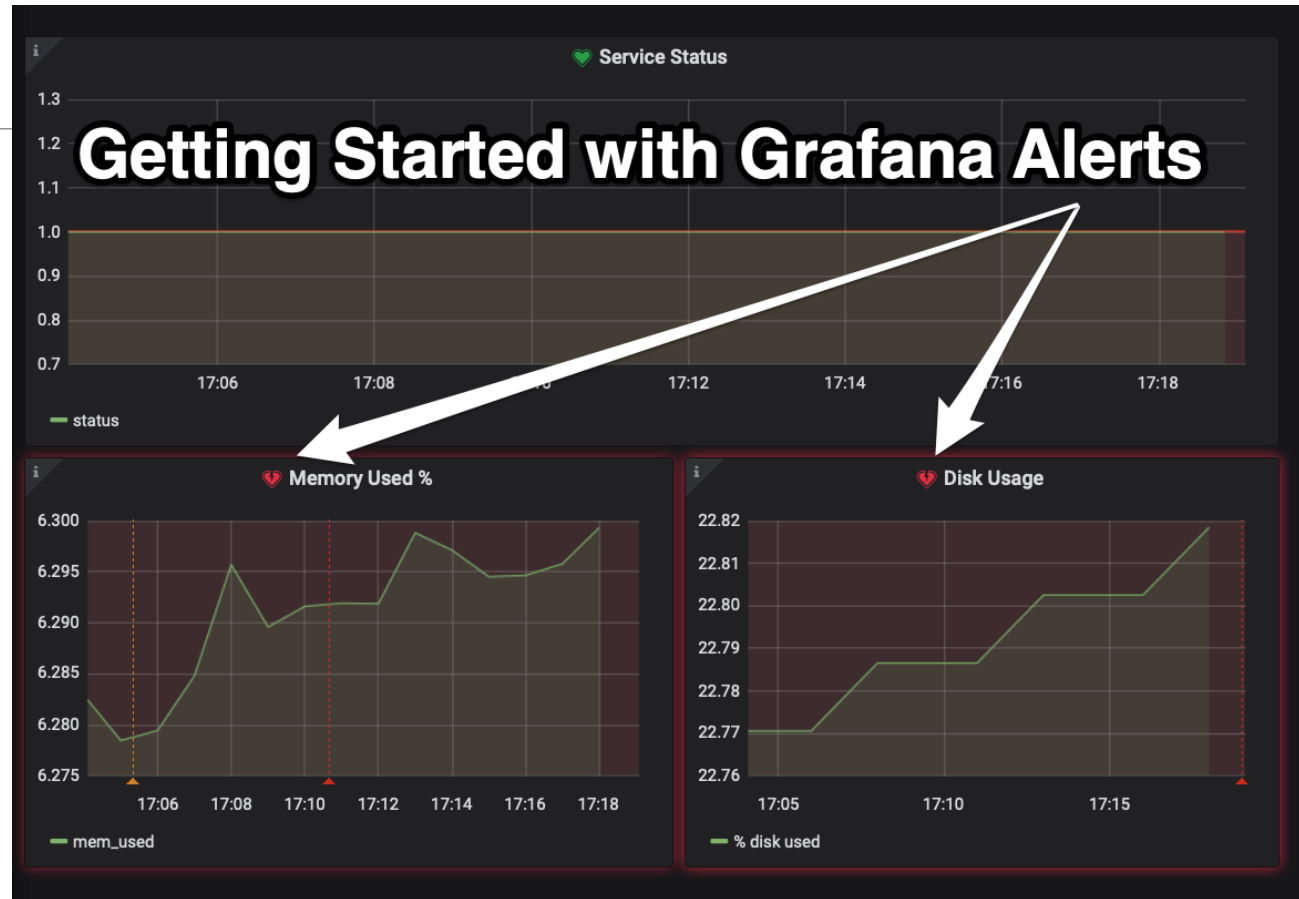 i
Service Status
1.3
Getting Started with Grafana Alerts
1.2
1.1
1.0
0.9
0.8
0.7
17:06 17:08 17:12 17:14 17:18
status
i
Memory Used %
6.300
6.295
6.290
6.285
6.280
6.275
17:06 17:08 17:10 17:12 17:14 17:16 17:18
mem_used
i
Disk Usage
22.82
22.81
22.80
22.79
22.78
22.77
22.76
17:05 17:10 17:15
% disk used